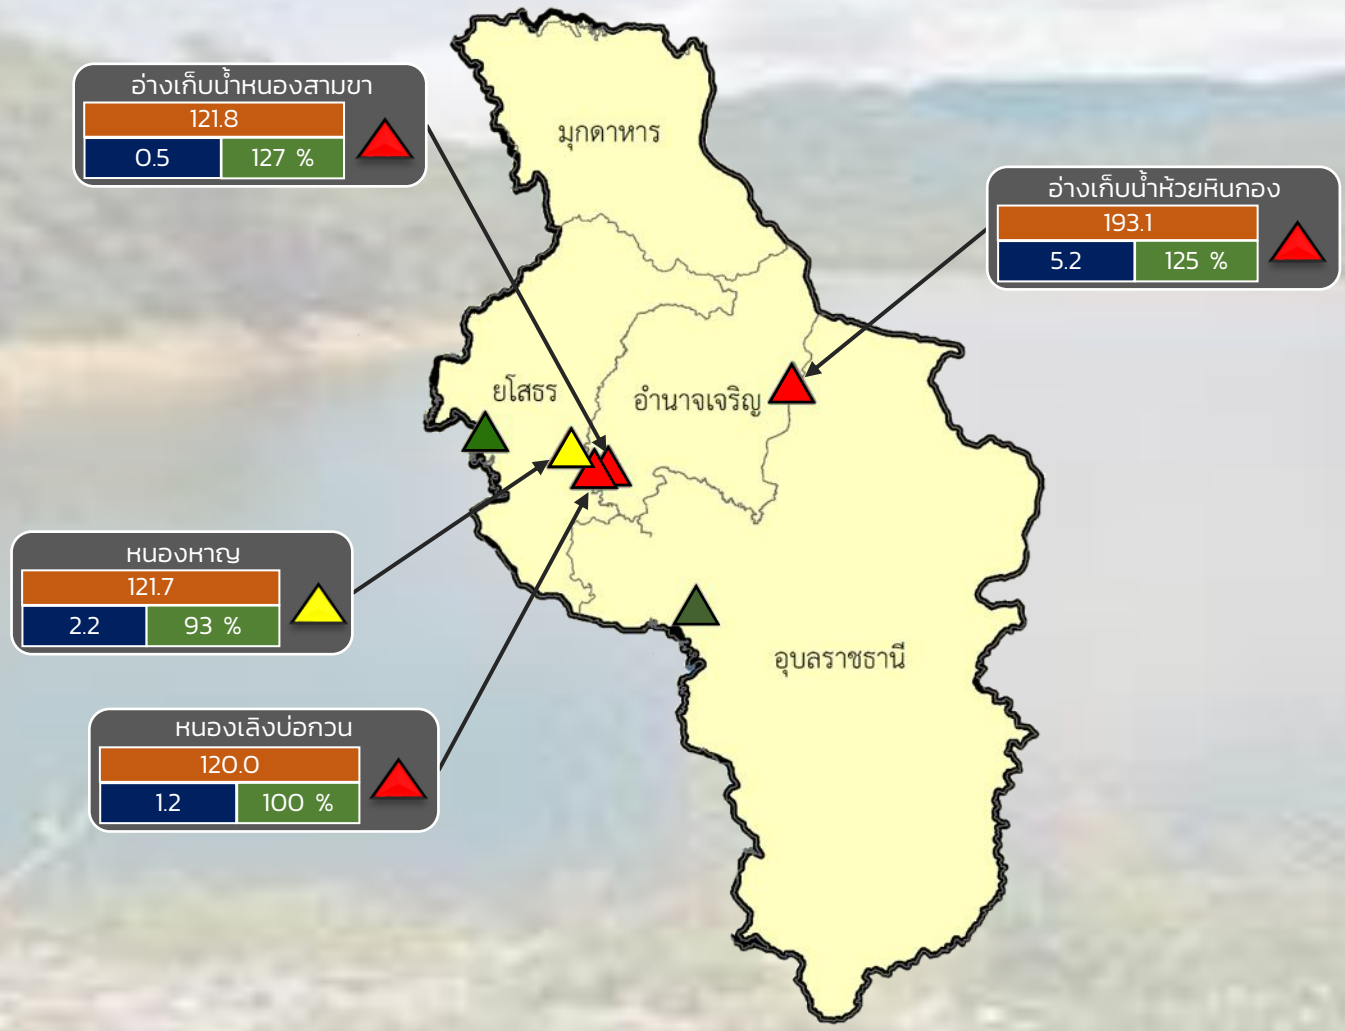 อ่างเก็บน้ำหนองสามขา
121.8
0.5 127 %
มุกดาหาร
อ่างเก็บน้ำห้วยหินกอง
193.1
5.2 125 %
ยโสธร
อำนาจเจริญ
หนองหาญ
121.7
2.2 93 %
อุบลราชธานี
หนองเลิงบ่อกวน
120.0
1.2 100 %